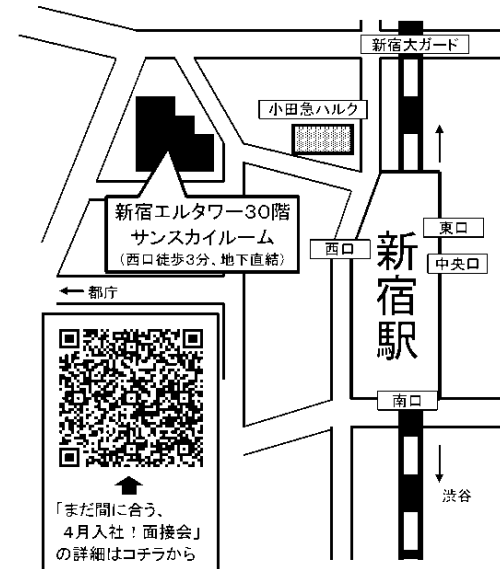 新宿大ガード
小田急ハルク
新宿エルタワー30階
サンスカイルーム
(西口徒歩3分、地下直結)
西口
新宿駅
東口
中央口
←都庁
南口
渋谷
「まだ間に合う、
4月入社!面接会」
の詳細はコチラから